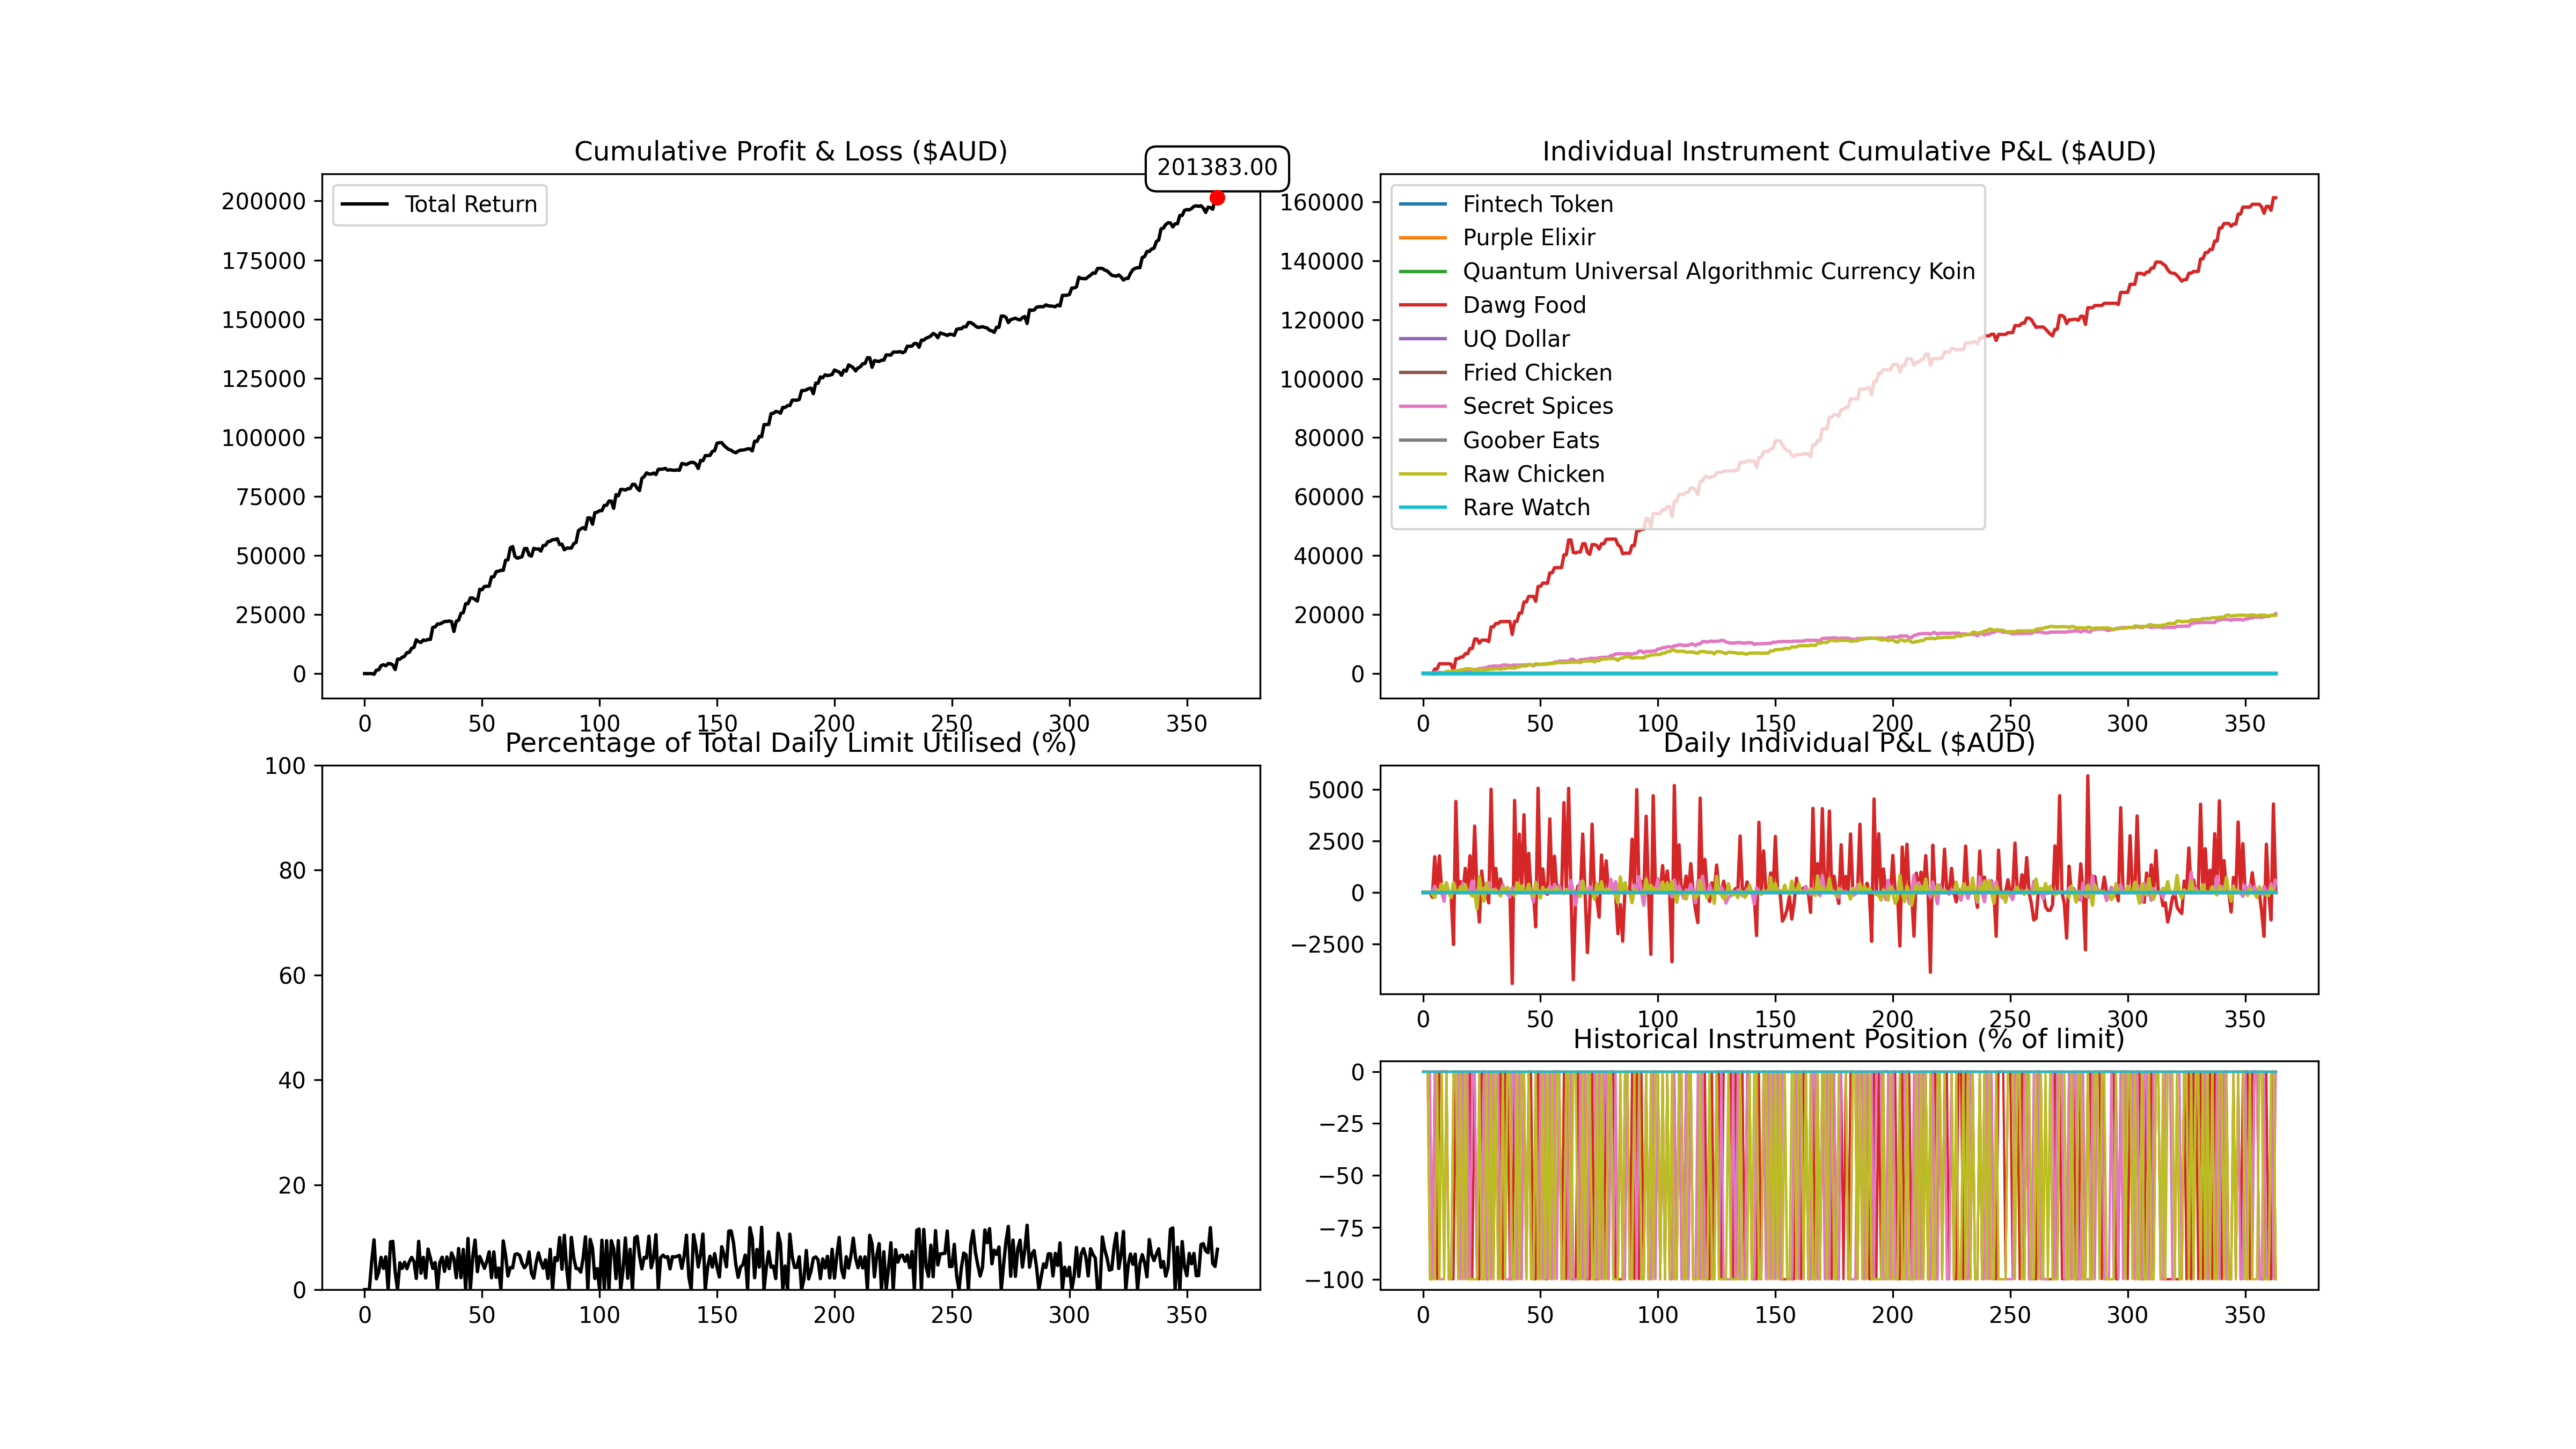 Cumulative Profit & Loss ($AUD)
201383.00
Total Return
200000
175000
150000
125000
100000
75000
50000
25000
0
0 50 100 150 200 250 300 350
Individual Instrument Cumulative P&L ($AUD)
Fintech Token
Purple Elixir
Quantum Universal Algorithmic Currency Koin
Dawg Food
UQ Dollar
Fried Chicken
Secret Spices
Goober Eats
Raw Chicken
Rare Watch
160000
140000
120000
100000
80000
60000
40000
20000
0
0 50 100 150 200 250 300 350
Percentage of Total Daily Limit Utilised (%)
100
80
60
40
20
0
0 50 100 150 200 250 300 350
Daily Individual P&L ($AUD)
5000
2500
0
−2500
0 50 100 150 200 250 300 350
Historical Instrument Position (% of limit)
0
−25
−50
−75
−100
0 50 100 150 200 250 300 350